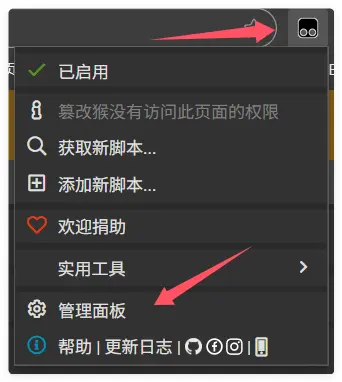 已启用
篡改猴没有访问此页面的权限
获取新脚本...
添加新脚本...
欢迎捐助
实用工具
管理面板
帮助 | 更新日志 |